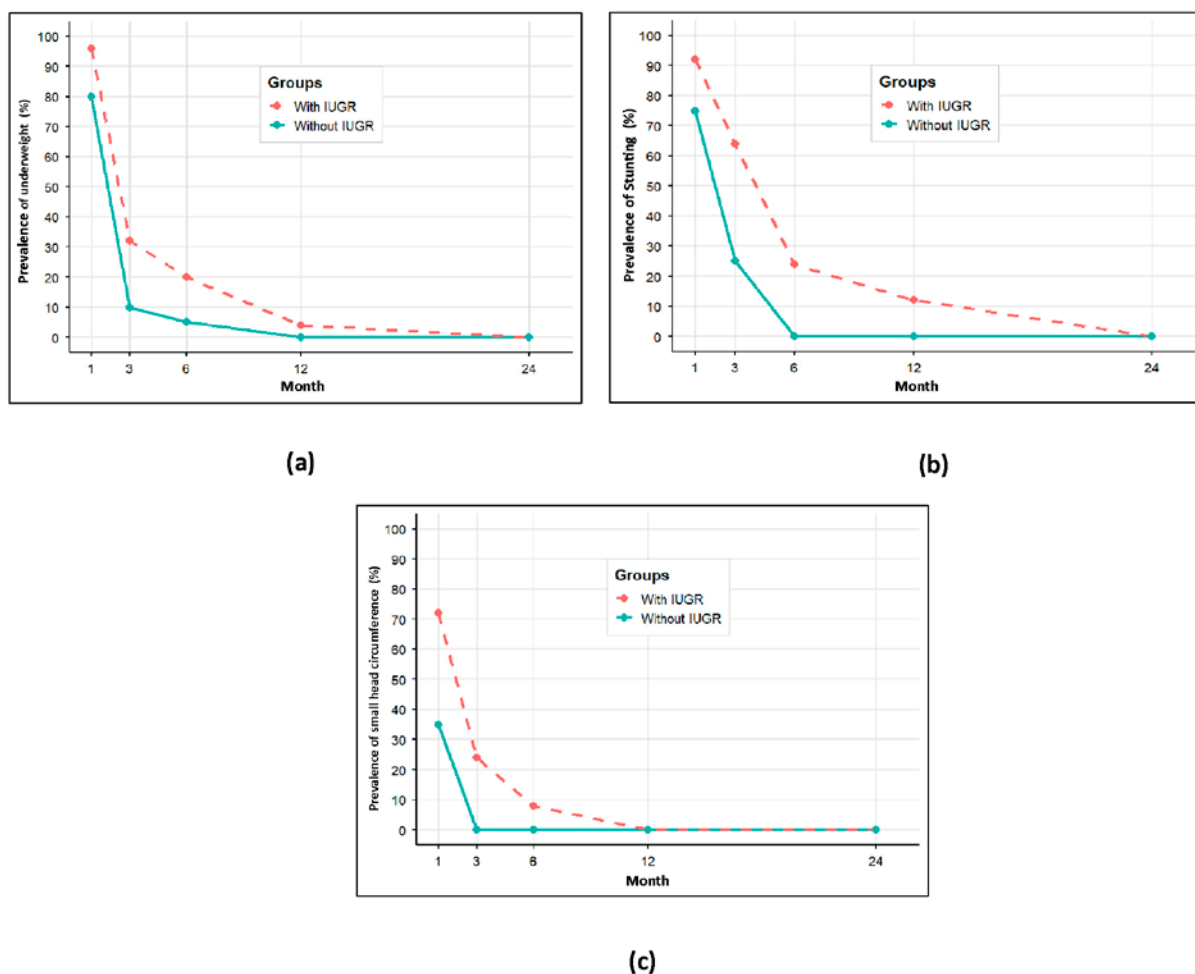 Prevalence of underweight (%)
100
90
80
70
60
50
40
30
20
10
0
Groups
With IUGR
Without IUGR
1 3 6 12 24
Month
(a)
Prevalence of Stunting (%)
100
90
80
70
60
50
40
30
20
10
0
Groups
With IUGR
Without IUGR
1 3 6 12 24
Month
(b)
Prevalence of small head circumference (%)
100
90
80
70
60
50
40
30
20
10
0
Groups
With IUGR
Without IUGR
1 3 6 12 24
Month
(c)